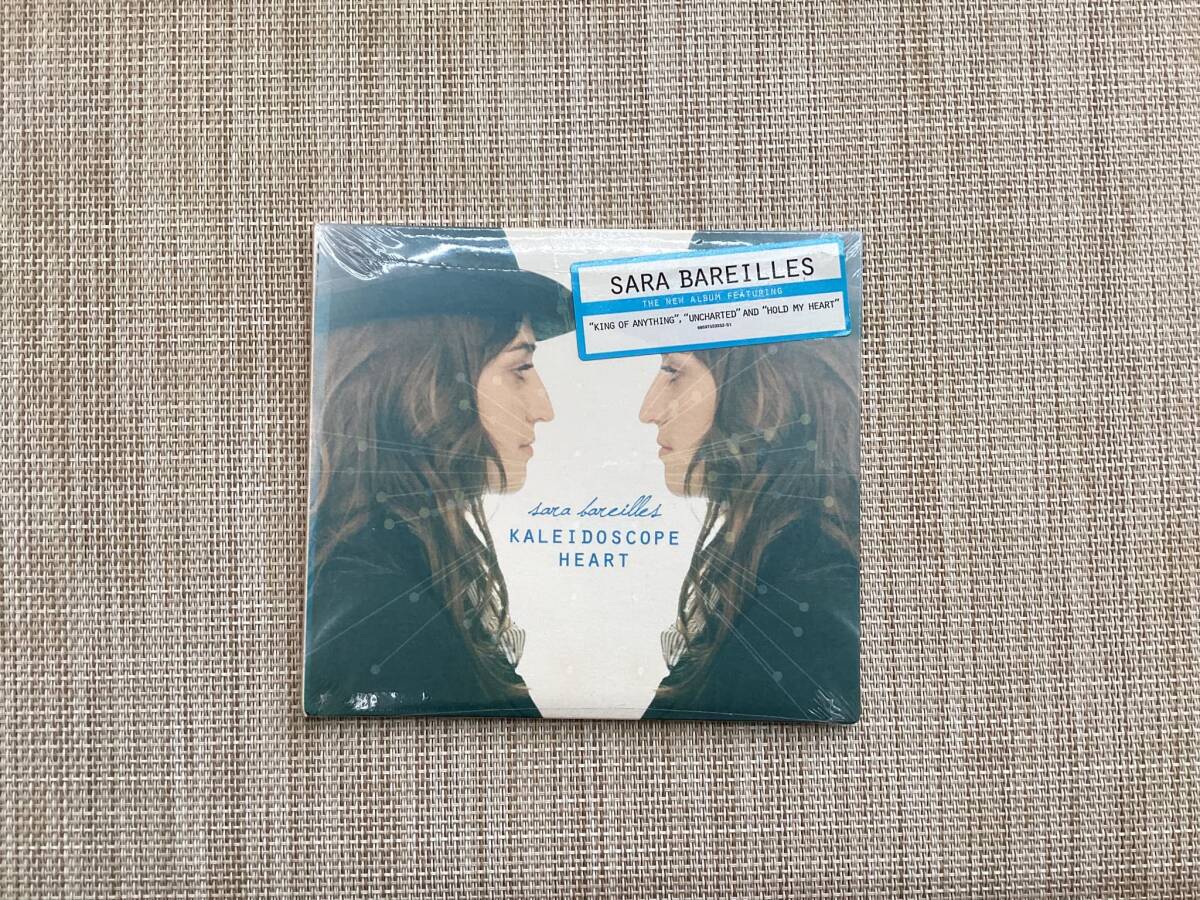 SARA BAREILLES
THE NEW ALBUM FEATURING
"KING OF ANYTHING", "UNCHARTED" AND "HOLD MY HEART"
sara bareilles
KALEIDOSCOPE
HEART